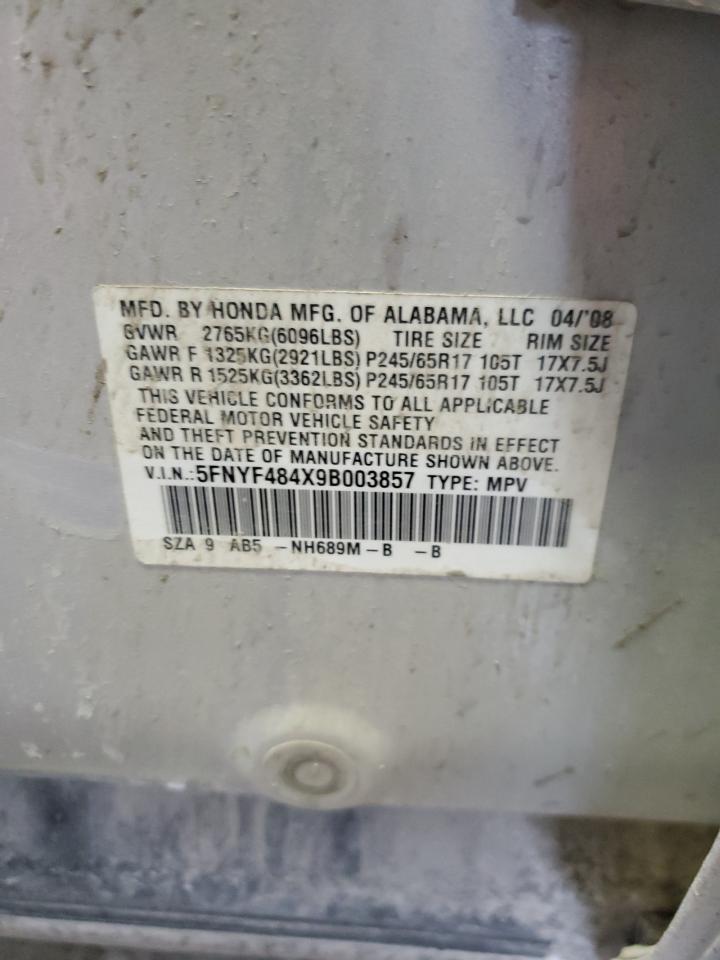 MFD. BY HONDA MFG. OF ALABAMA, LLC 04/'08
GVWR 2765KG(6096LBS) TIRE SIZE RIM SIZE
GAWR F 1325KG(2921LBS) P245/65R17 105T 17X7.5J
GAWR R 1525KG(3362LBS) P245/65R17 105T 17X7.5J
THIS VEHICLE CONFORMS TO ALL APPLICABLE
FEDERAL MOTOR VEHICLE SAFETY
AND THEFT PREVENTION STANDARDS IN EFFECT
ON THE DATE OF MANUFACTURE SHOWN ABOVE.
V.I.N.: 5FNYF484X9B003857 TYPE: MPV
SZA 9 AB5 -NH689M-B -B